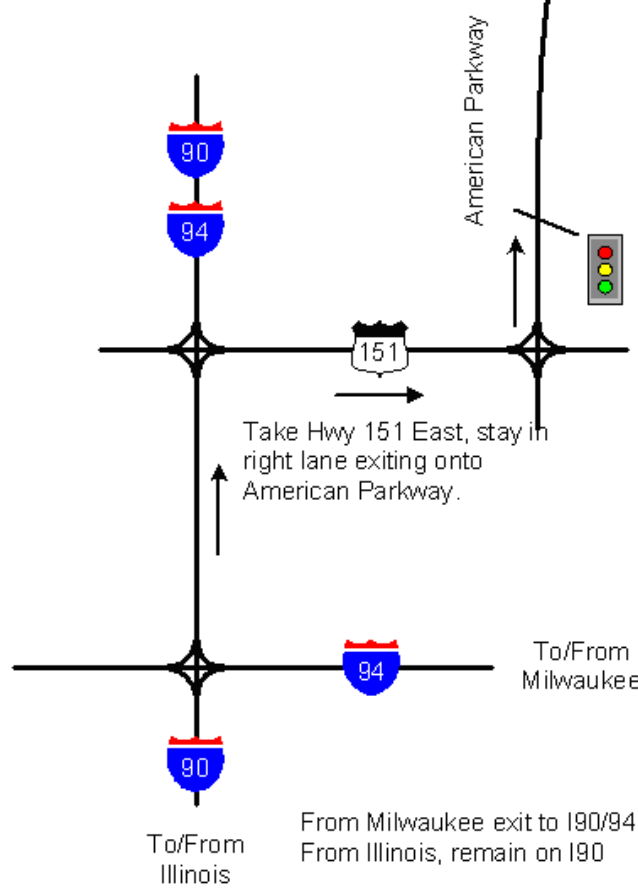 American Parkway
90
94
151
Take Hwy 151 East, stay in
right lane exiting onto
American Parkway.
To/From
Milwaukee
94
90
From Milwaukee exit to I90/94
From Illinois, remain on I90
To/From
Illinois